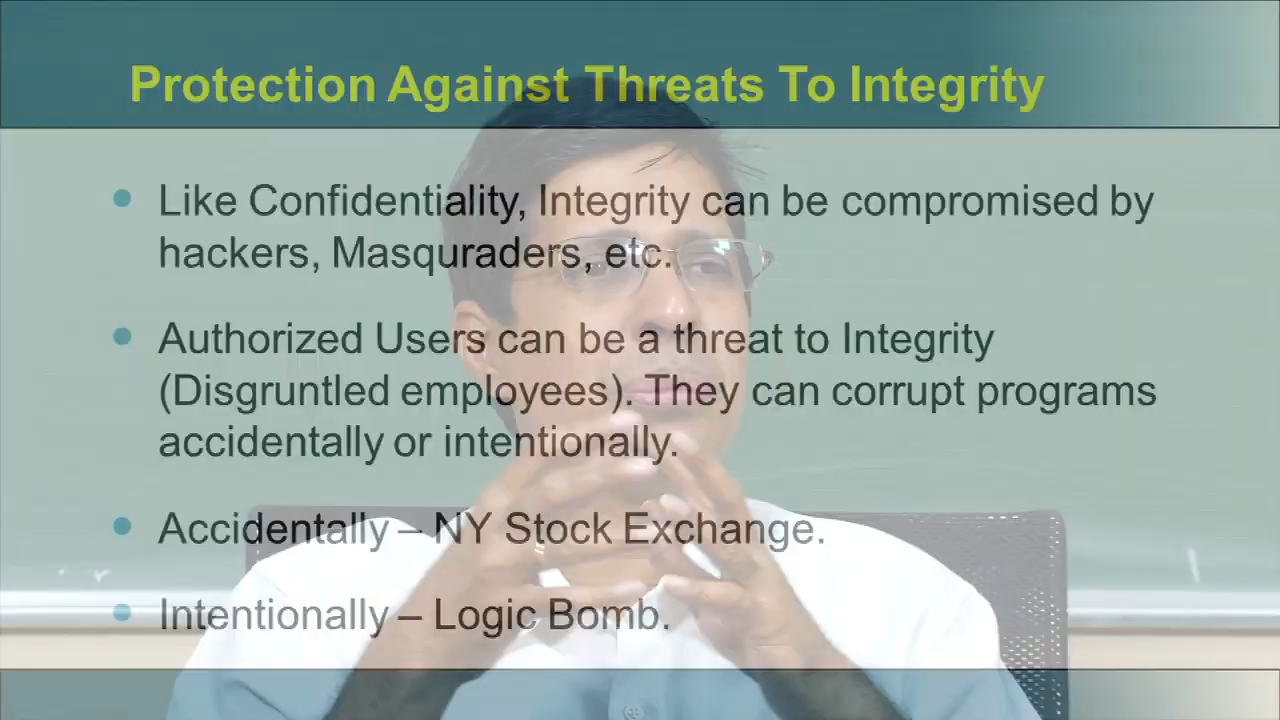 Protection Against Threats To Integrity
Like Confidentiality, Integrity can be compromised by
hackers, Masquraders, etc.
Authorized Users can be a threat to Integrity
(Disgruntled employees). They can corrupt programs
accidentally or intentionally.
Accidentally – NY Stock Exchange.
Intentionally – Logic Bomb.